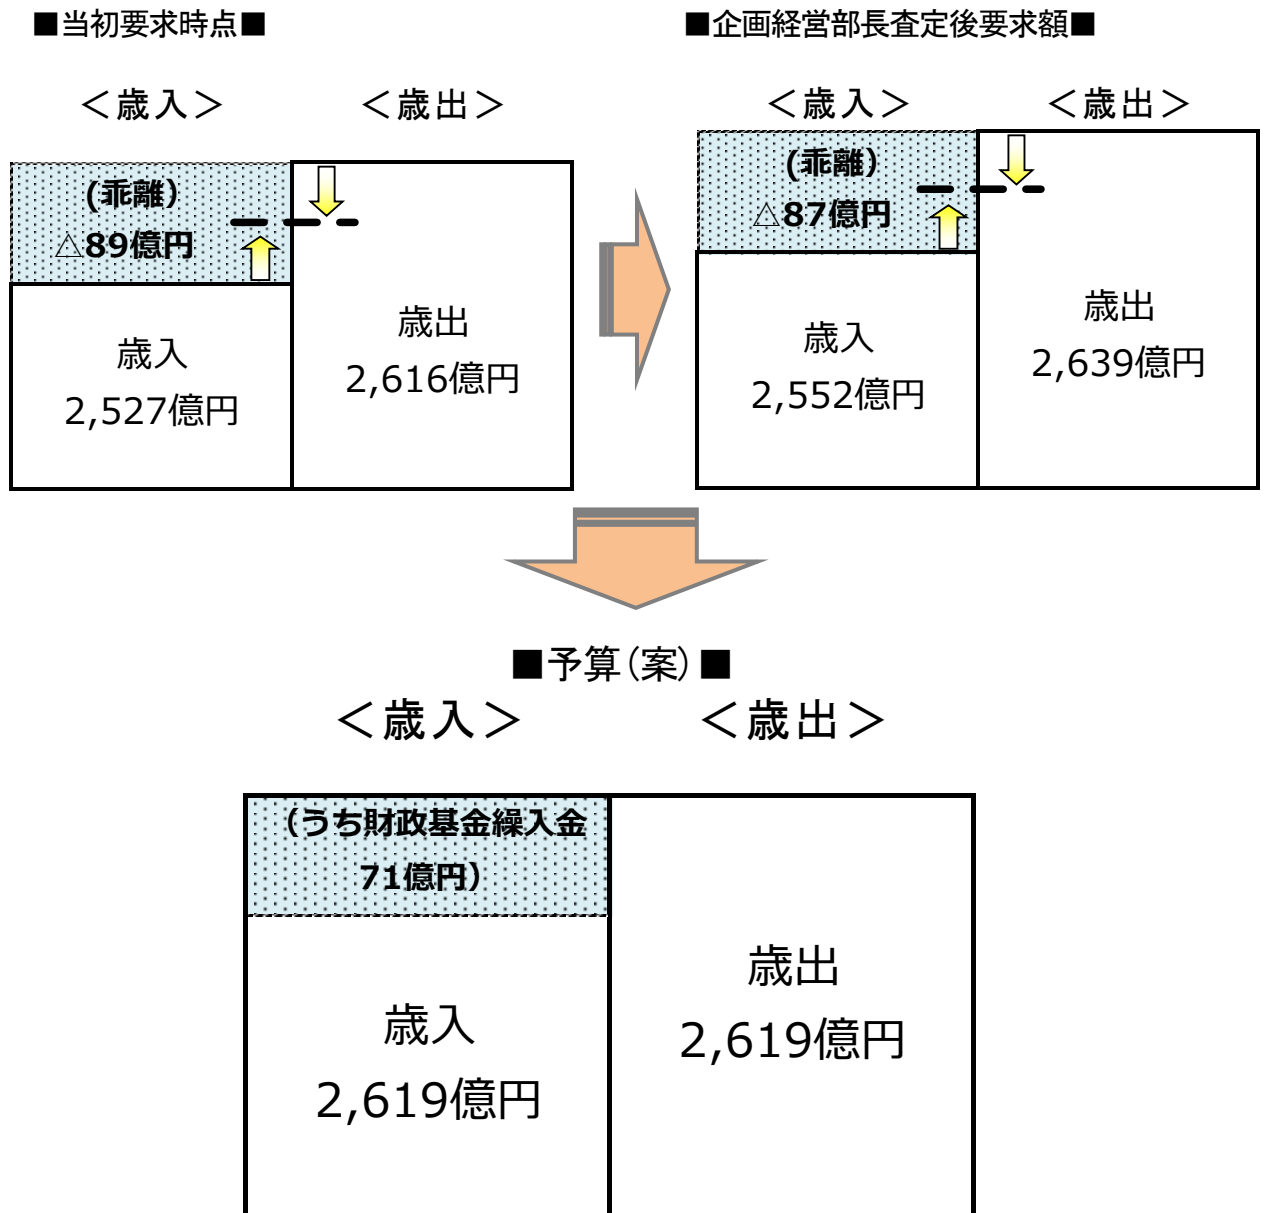 ■当初要求時点■
＜歳入＞ ＜歳出＞
(乖離）
△89億円
歳入
2,527億円
歳出
2,616億円
■企画経営部長査定後要求額■
＜歳入＞ ＜歳出＞
(乖離）
△87億円
歳入
2,552億円
歳出
2,639億円
■予算（案）■
＜歳入＞ ＜歳出＞
（うち財政基金繰入金
71億円）
歳入
2,619億円
歳出
2,619億円